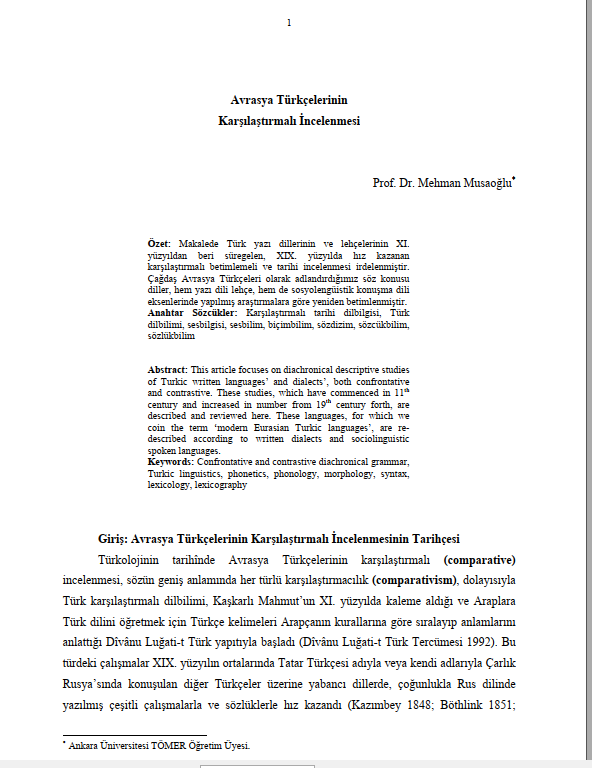 1
Avrasya Türkçelerinin
Karşılaştırmalı İncelenmesi
Prof. Dr. Mehman Musaoğlu♦
Özet: Makalede Türk yazı dillerinin ve lehçelerinin XI.
yüzyıldan beri süregelen, XIX. yüzyılda hız kazanan
karşılaştırmalı betimlemeli ve tarihi incelenmesi irdelenmiştir.
Çağdaş Avrasya Türkçeleri olarak adlandırdığımız söz konusu
diller, hem yazı dili lehçe, hem de sosyolengüistik konuşma dili
eksenlerinde yapılmış araştırmalara göre yeniden betimlenmiştir.
Anahtar Sözcükler: Karşılaştırmalı tarihi dilbilgisi, Türk
dilbilimi, sesbilgisi, sesbilim, biçimbilim, sözdizim, sözcükbilim,
sözlükbilim
Abstract: This article focuses on diachronical descriptive studies
of Turkic written languages’ and dialects’, both confrontative
and contrastive. These studies, which have commenced in 11th
century and increased in number from 19th century forth, are
described and reviewed here. These languages, for which we
coin the term ‘modern Eurasian Turkic languages’, are re-
described according to written dialects and sociolinguistic
spoken languages.
Keywords: Confrontative and contrastive diachronical grammar,
Turkic linguistics, phonetics, phonology, morphology, syntax,
lexicology, lexicography
Giriş: Avrasya Türkçelerinin Karşılaştırmalı İncelenmesinin Tarihçesi
Türkolojinin tarihînde Avrasya Türkçelerinin karşılaştırmalı (comparative)
incelenmesi, sözün geniş anlamında her türlü karşılaştırmacılık (comparativism), dolayısıyla
Türk karşılaştırmalı dilbilimi, Kaşkarlı Mahmut’un XI. yüzyılda kaleme aldığı ve Araplara
Türk dilini öğretmek için Türkçe kelimeleri Arapçanın kurallarına göre sıralayıp anlamlarını
anlattığı Dîvânu Luğati-t Türk yapıtıyla başladı (Dîvânu Luğati-t Türk Tercümesi 1992). Bu
türdeki çalışmalar XIX. yüzyılın ortalarında Tatar Türkçesi adıyla veya kendi adlarıyla Çarlık
Rusya’sında konuşulan diğer Türkçeler üzerine yabancı dillerde, çoğunlukla Rus dilinde
yazılmış çeşitli çalışmalarla ve sözlüklerle hız kazandı (Kazımbey 1848; Böthlink 1851;
♦ Ankara Üniversitesi TÖMER Öğretim Üyesi.